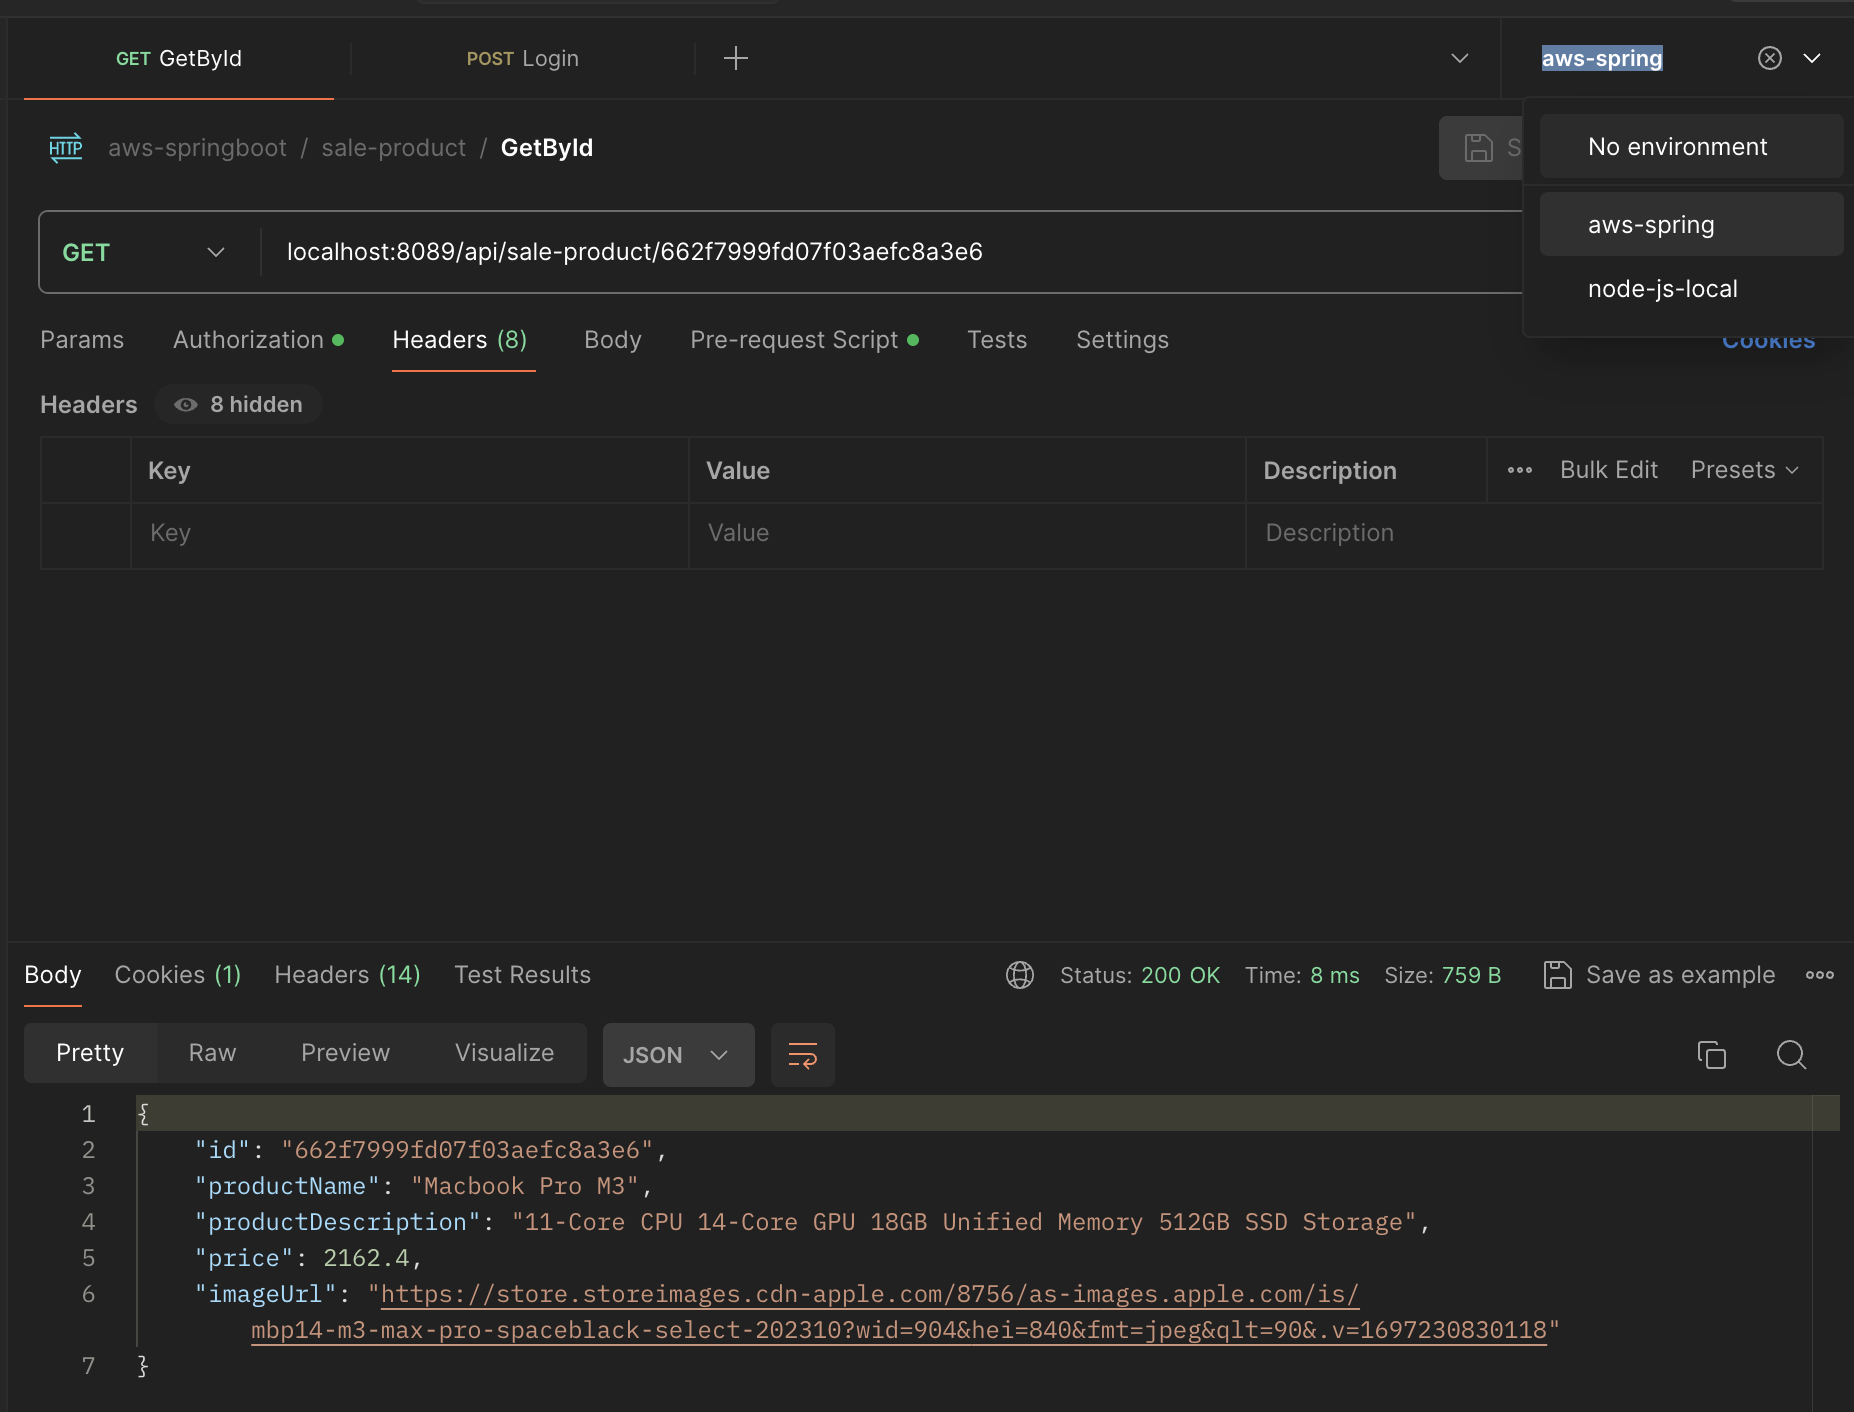 GET GetById
POST Login
aws-spring
HTTP
aws-springboot / sale-product / GetById
S
No environment
aws-spring
node-js-local
GET
localhost:8089/api/sale-product/662f7999fd07f03aefc8a3e6
Params Authorization Headers (8) Body Pre-request Script Tests Settings Cookies
Headers 8 hidden
Key Value Description Bulk Edit Presets
Key Value Description
Body Cookies (1) Headers (14) Test Results Status: 200 OK Time: 8 ms Size: 759 B Save as example
Pretty Raw Preview Visualize JSON
1 {
2 "id": "662f7999fd07f03aefc8a3e6",
3 "productName": "Macbook Pro M3",
4 "productDescription": "11-Core CPU 14-Core GPU 18GB Unified Memory 512GB SSD Storage",
5 "price": 2162.4,
6 "imageUrl": "https://store.storeimages.cdn-apple.com/8756/as-images.apple.com/is/
mbp14-m3-max-pro-spaceblack-select-202310?wid=904&hei=840&fmt=jpeg&qlt=90&.v=1697230830118"
7 }